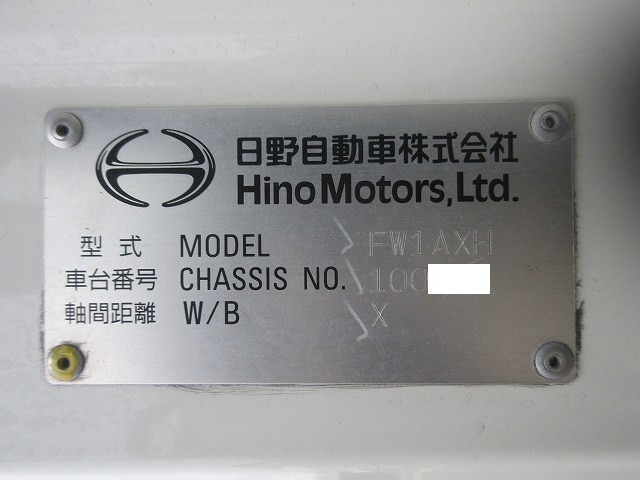 日野自動車株式会社
Hino Motors, Ltd.
型式 MODEL FW1AXH
車台番号 CHASSIS NO. 100
軸間距離 W/B X